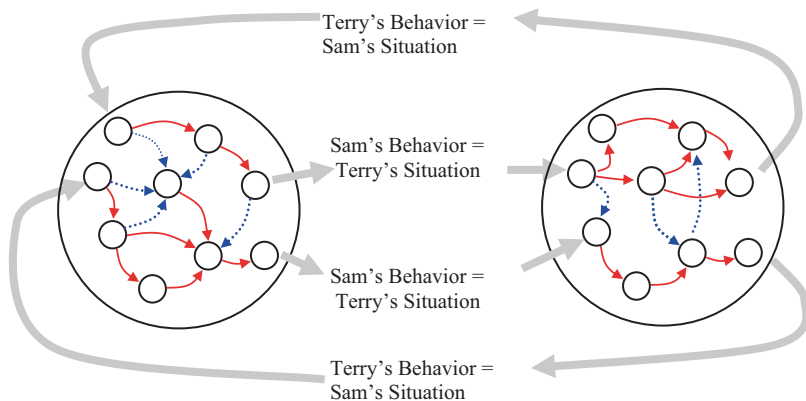 Terry's Behavior =
Sam's Situation
Sam's Behavior =
Terry's Situation
Sam's Behavior =
Terry's Situation
Terry's Behavior =
Sam's Situation